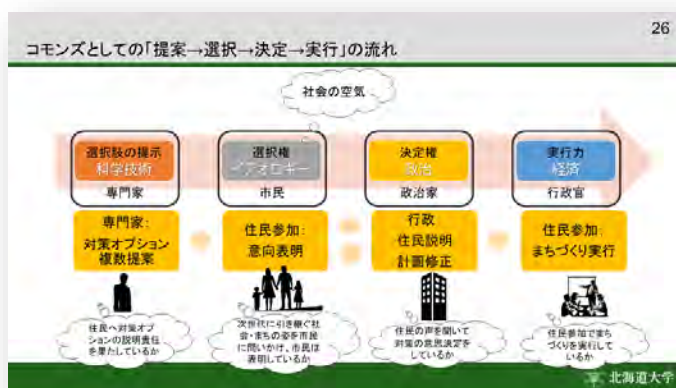 26
コモンズとしての「提案→選択→決定→実行」の流れ
社会の空気
選択肢の提示
科学技術
専門家
選択権
イデオロギー
市民
決定権
政治
政治家
実行力
経済
行政官
専門家:
対策オプション
複数提案
住民参加:
意向表明
行政
住民説明
計画修正
住民参加:
まちづくり実行
住民へ対策オプ
ションの説明責任
を果たしているか
次世代に引き継ぐ社
会・まちの姿を市民
に問いかけ、市民は
表明しているか
住民の声を聞いて
対策の意思決定を
しているか
住民参加でまち
づくりを実行して
いるか
北海道大学